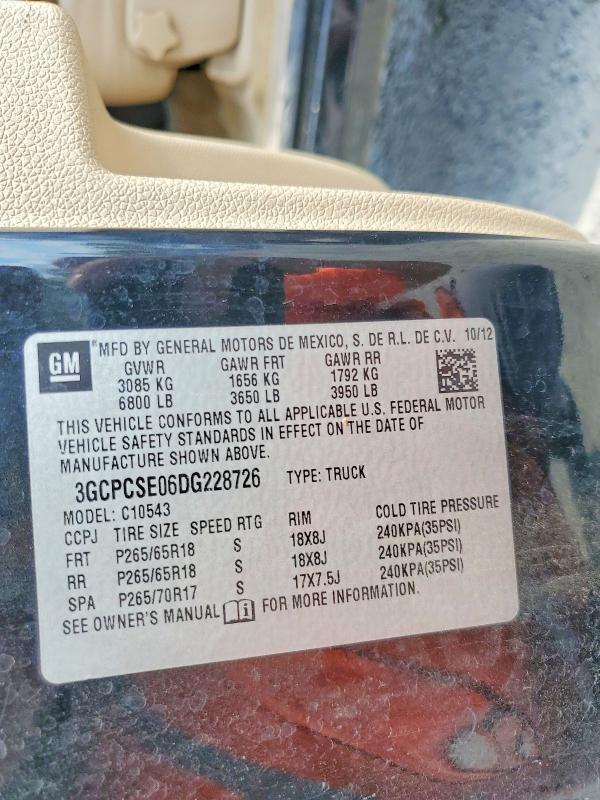 GM
"MFD BY GENERAL MOTORS DE MEXICO, S. DE R.L. DE C.V. 10/12
GVWR GAWR FRT GAWR RR
3085 KG 1656 KG 1792 KG
6800 LB 3650 LB 3950 LB
THIS VEHICLE CONFORMS TO ALL APPLICABLE U.S. FEDERAL MOTOR
VEHICLE SAFETY STANDARDS IN EFFECT ON THE DATE OF
MANUFACTURE SHOWN ABOVE.
3GCPCSE06DG228726 TYPE: TRUCK
MODEL: C10543
CCPJ TIRE SIZE SPEED RTG RIM COLD TIRE PRESSURE
FRT P265/65R18 S 18X8J 240KPA(35PSI)
RR P265/65R18 S 18X8J 240KPA(35PSI)
SPA P265/70R17 S 17X7.5J 240KPA(35PSI)
SEE OWNER'S MANUAL FOR MORE INFORMATION.